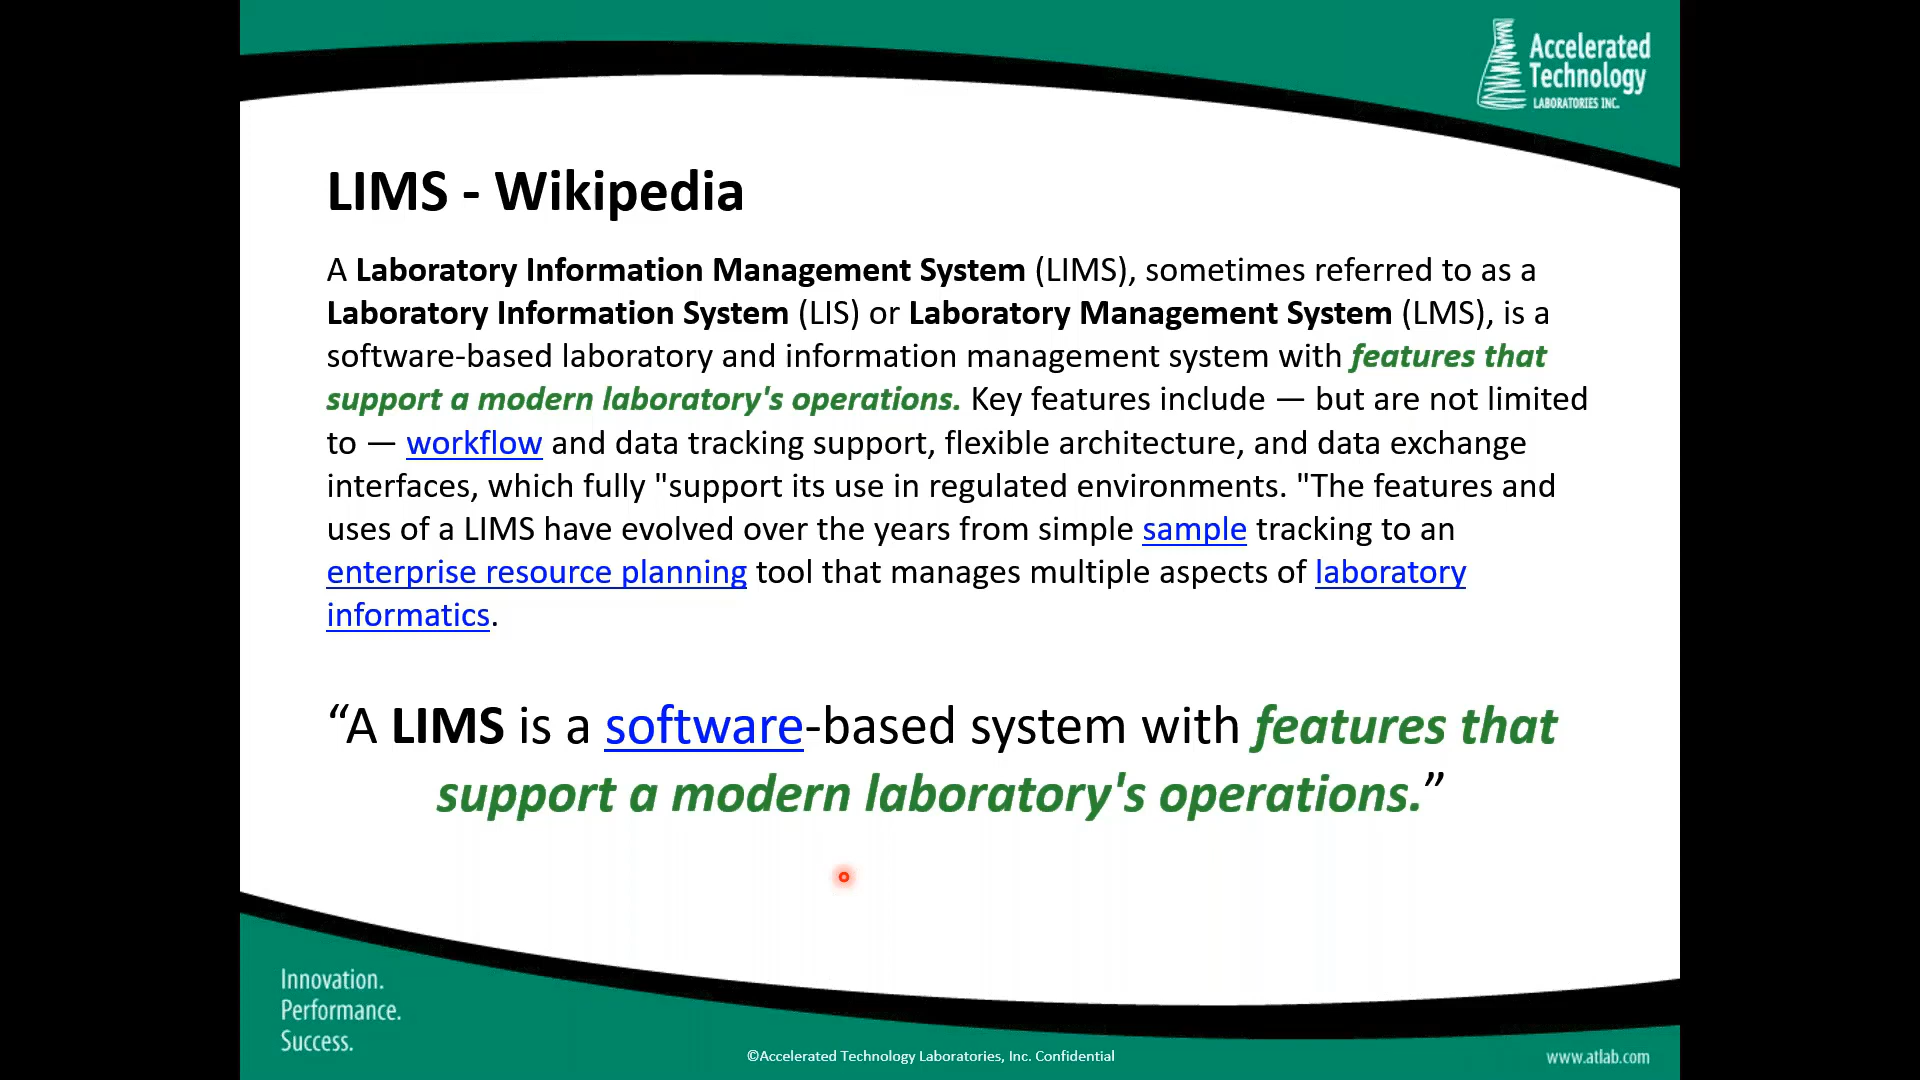 Accelerated
Technology
LABORATORIES INC.
LIMS - Wikipedia
A Laboratory Information Management System (LIMS), sometimes referred to as a
Laboratory Information System (LIS) or Laboratory Management System (LMS), is a
software-based laboratory and information management system with features that
support a modern laboratory's operations. Key features include — but are not limited
to — workflow and data tracking support, flexible architecture, and data exchange
interfaces, which fully "support its use in regulated environments. "The features and
uses of a LIMS have evolved over the years from simple sample tracking to an
enterprise resource planning tool that manages multiple aspects of laboratory
informatics.
“A LIMS is a software-based system with features that
support a modern laboratory's operations.”
Innovation.
Performance.
Success.
©Accelerated Technology Laboratories, Inc. Confidential
www.atlab.com